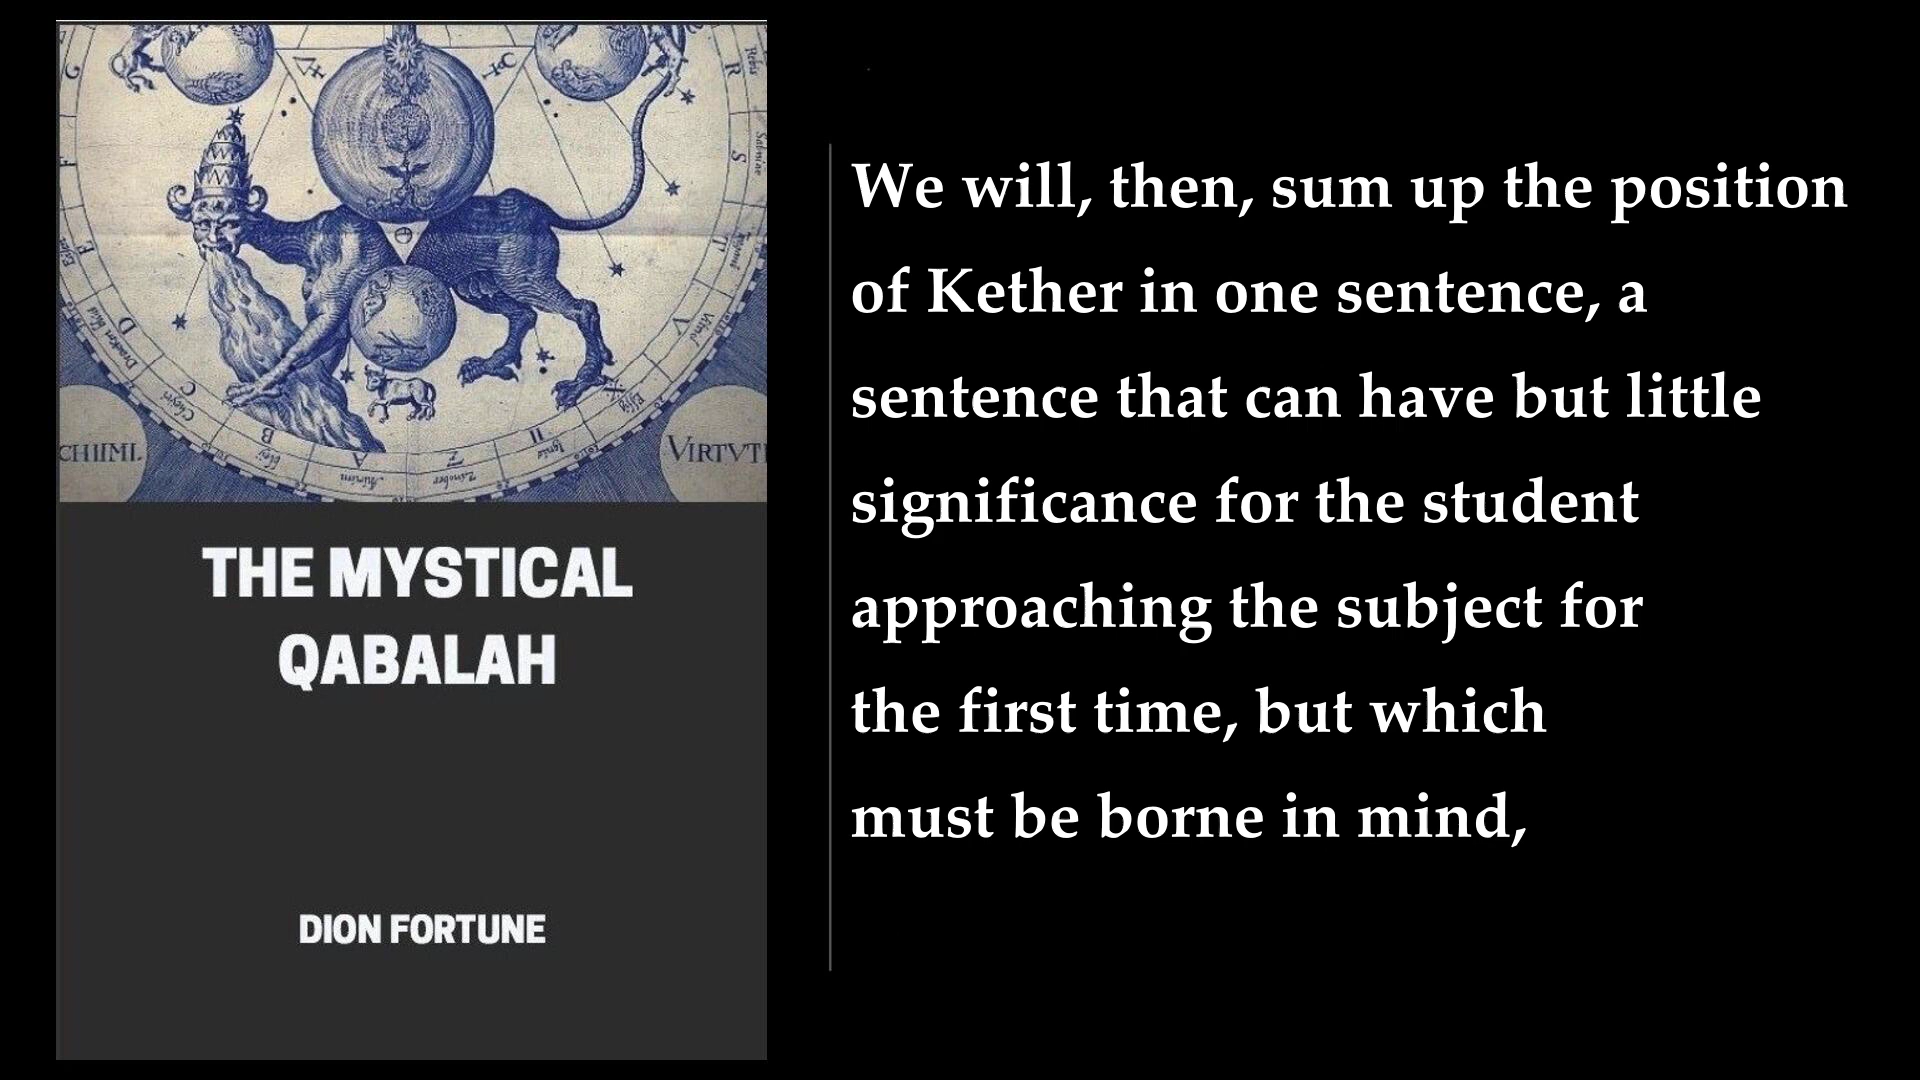 CHIIMI.
VIRTVTI
THE MYSTICAL
QABALAH
DION FORTUNE
We will, then, sum up the position
of Kether in one sentence, a
sentence that can have but little
significance for the student
approaching the subject for
the first time, but which
must be borne in mind,